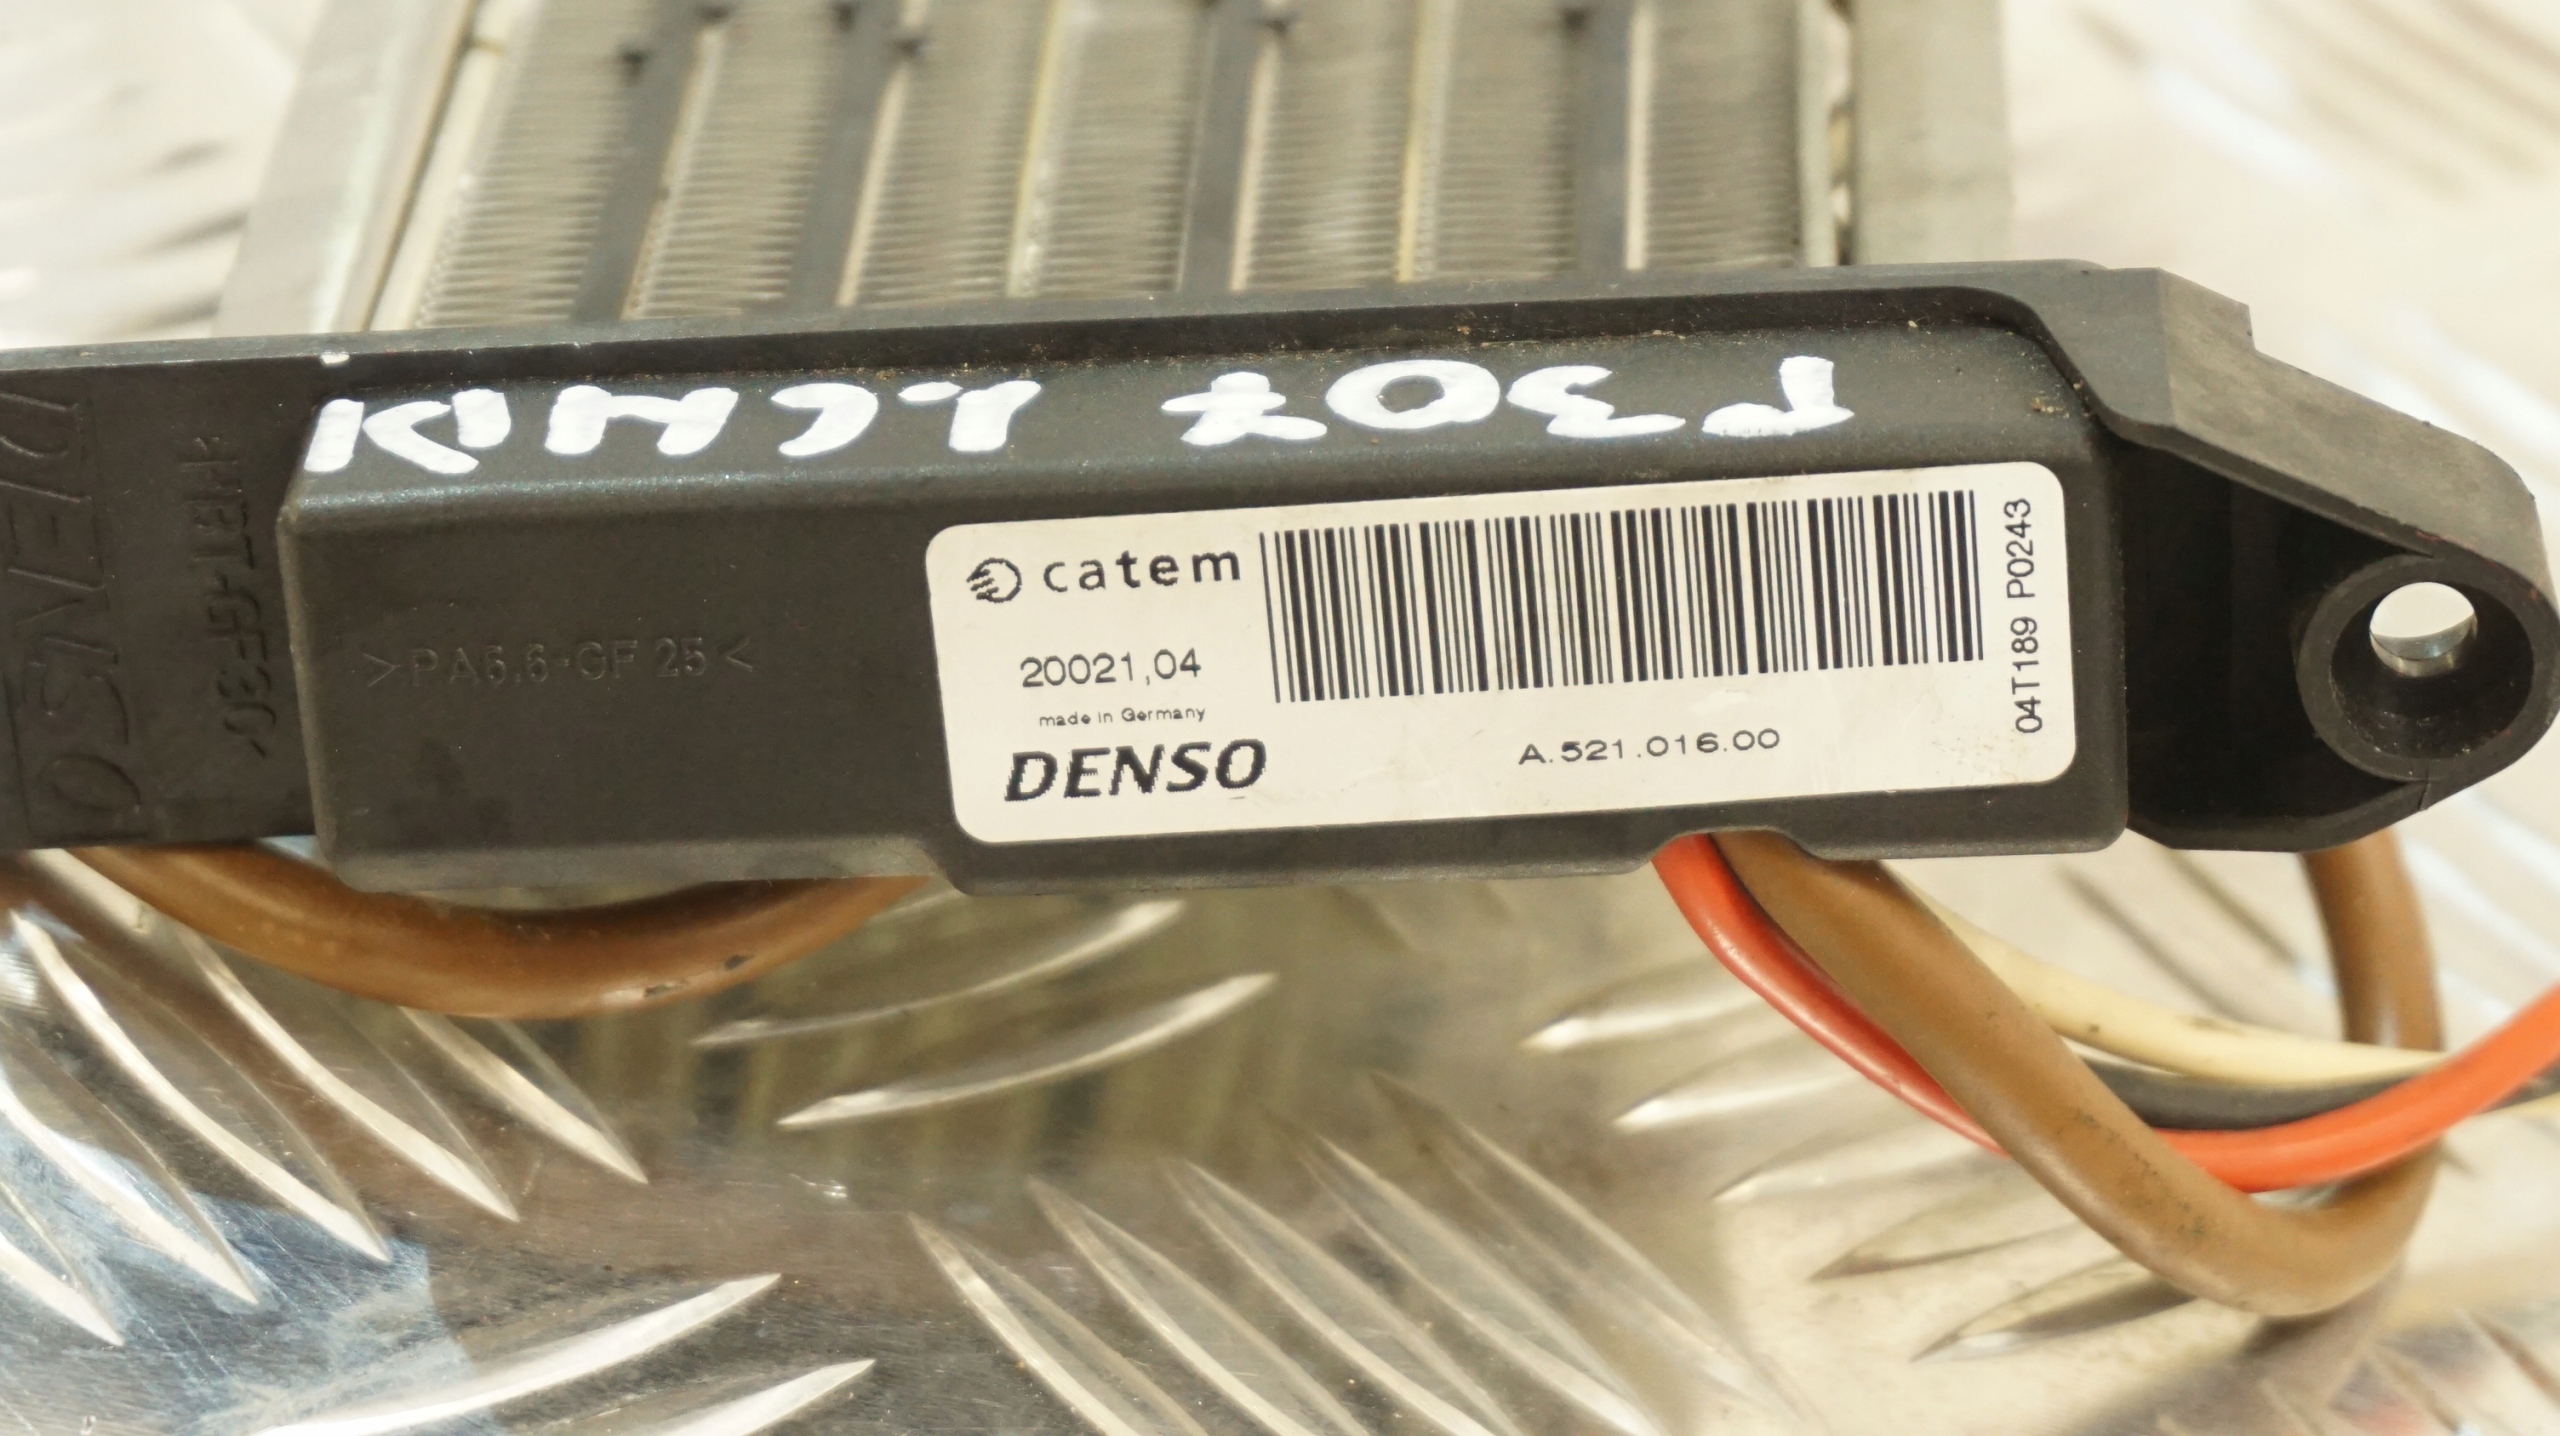 P307 1.6HDI
DENSO
>PBT-GF30<
>PA6,6-GF 25<
catem
20021,04
made in Germany
DENSO
A.521.016.00
04T189 P0243